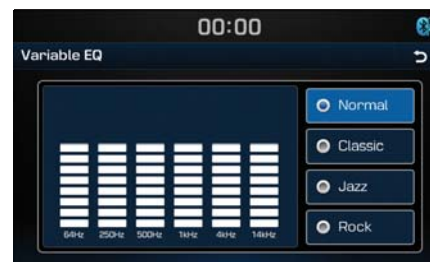 00:00
Variable EQ
Normal
Classic
Jazz
Rock
64Hz 250Hz 500Hz 1kHz 4kHz 14kHz